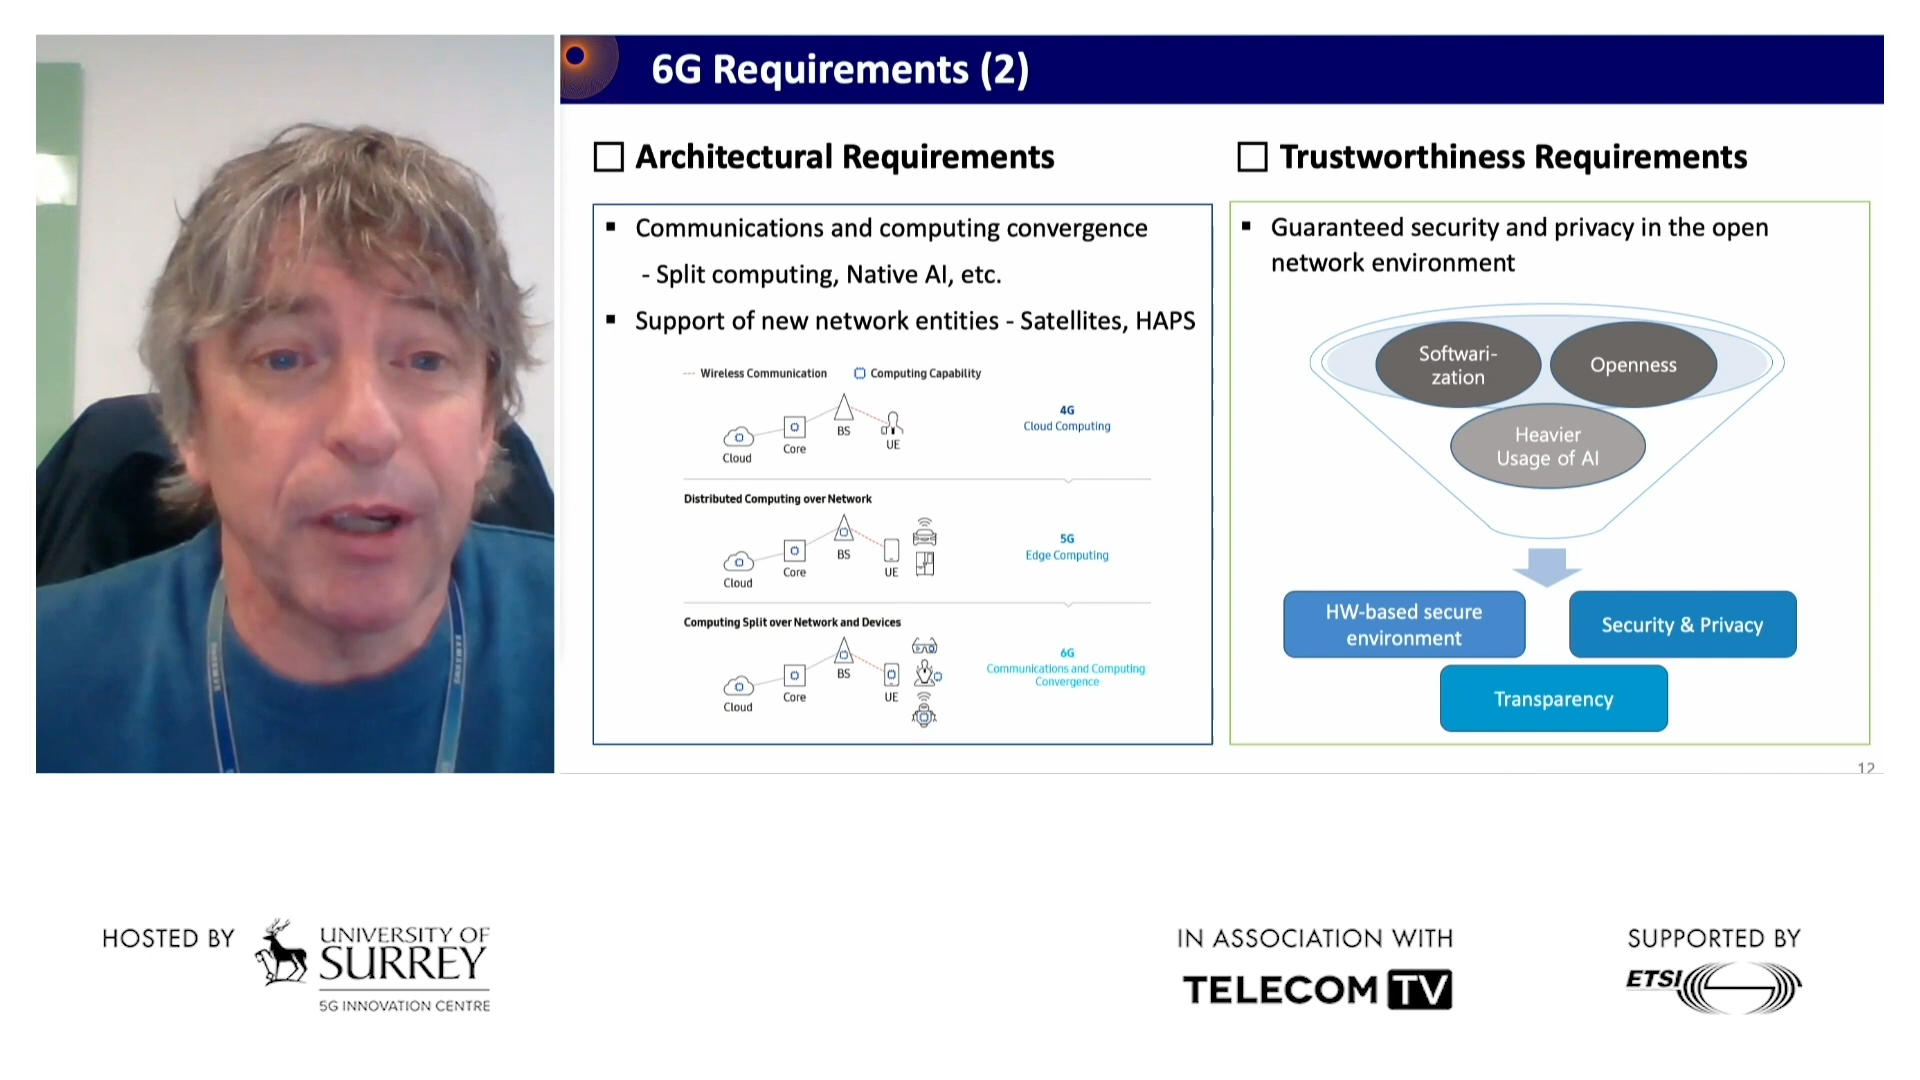 6G Requirements (2)
Architectural Requirements
Communications and computing convergence
- Split computing, Native AI, etc.
Support of new network entities - Satellites, HAPS
Wireless Communication
Computing Capability
Cloud
Core
BS
UE
4G
Cloud Computing
Distributed Computing over Network
Cloud
Core
BS
UE
5G
Edge Computing
Computing Split over Network and Devices
Cloud
Core
BS
UE
6G
Communications and Computing
Convergence
Trustworthiness Requirements
Guaranteed security and privacy in the open
network environment
Softwari-
zation
Openness
Heavier
Usage of AI
HW-based secure
environment
Security & Privacy
Transparency
12
SAMSUNG
HOSTED BY
UNIVERSITY OF
SURREY
5G INNOVATION CENTRE
IN ASSOCIATION WITH
TELECOM TV
SUPPORTED BY
ETSI